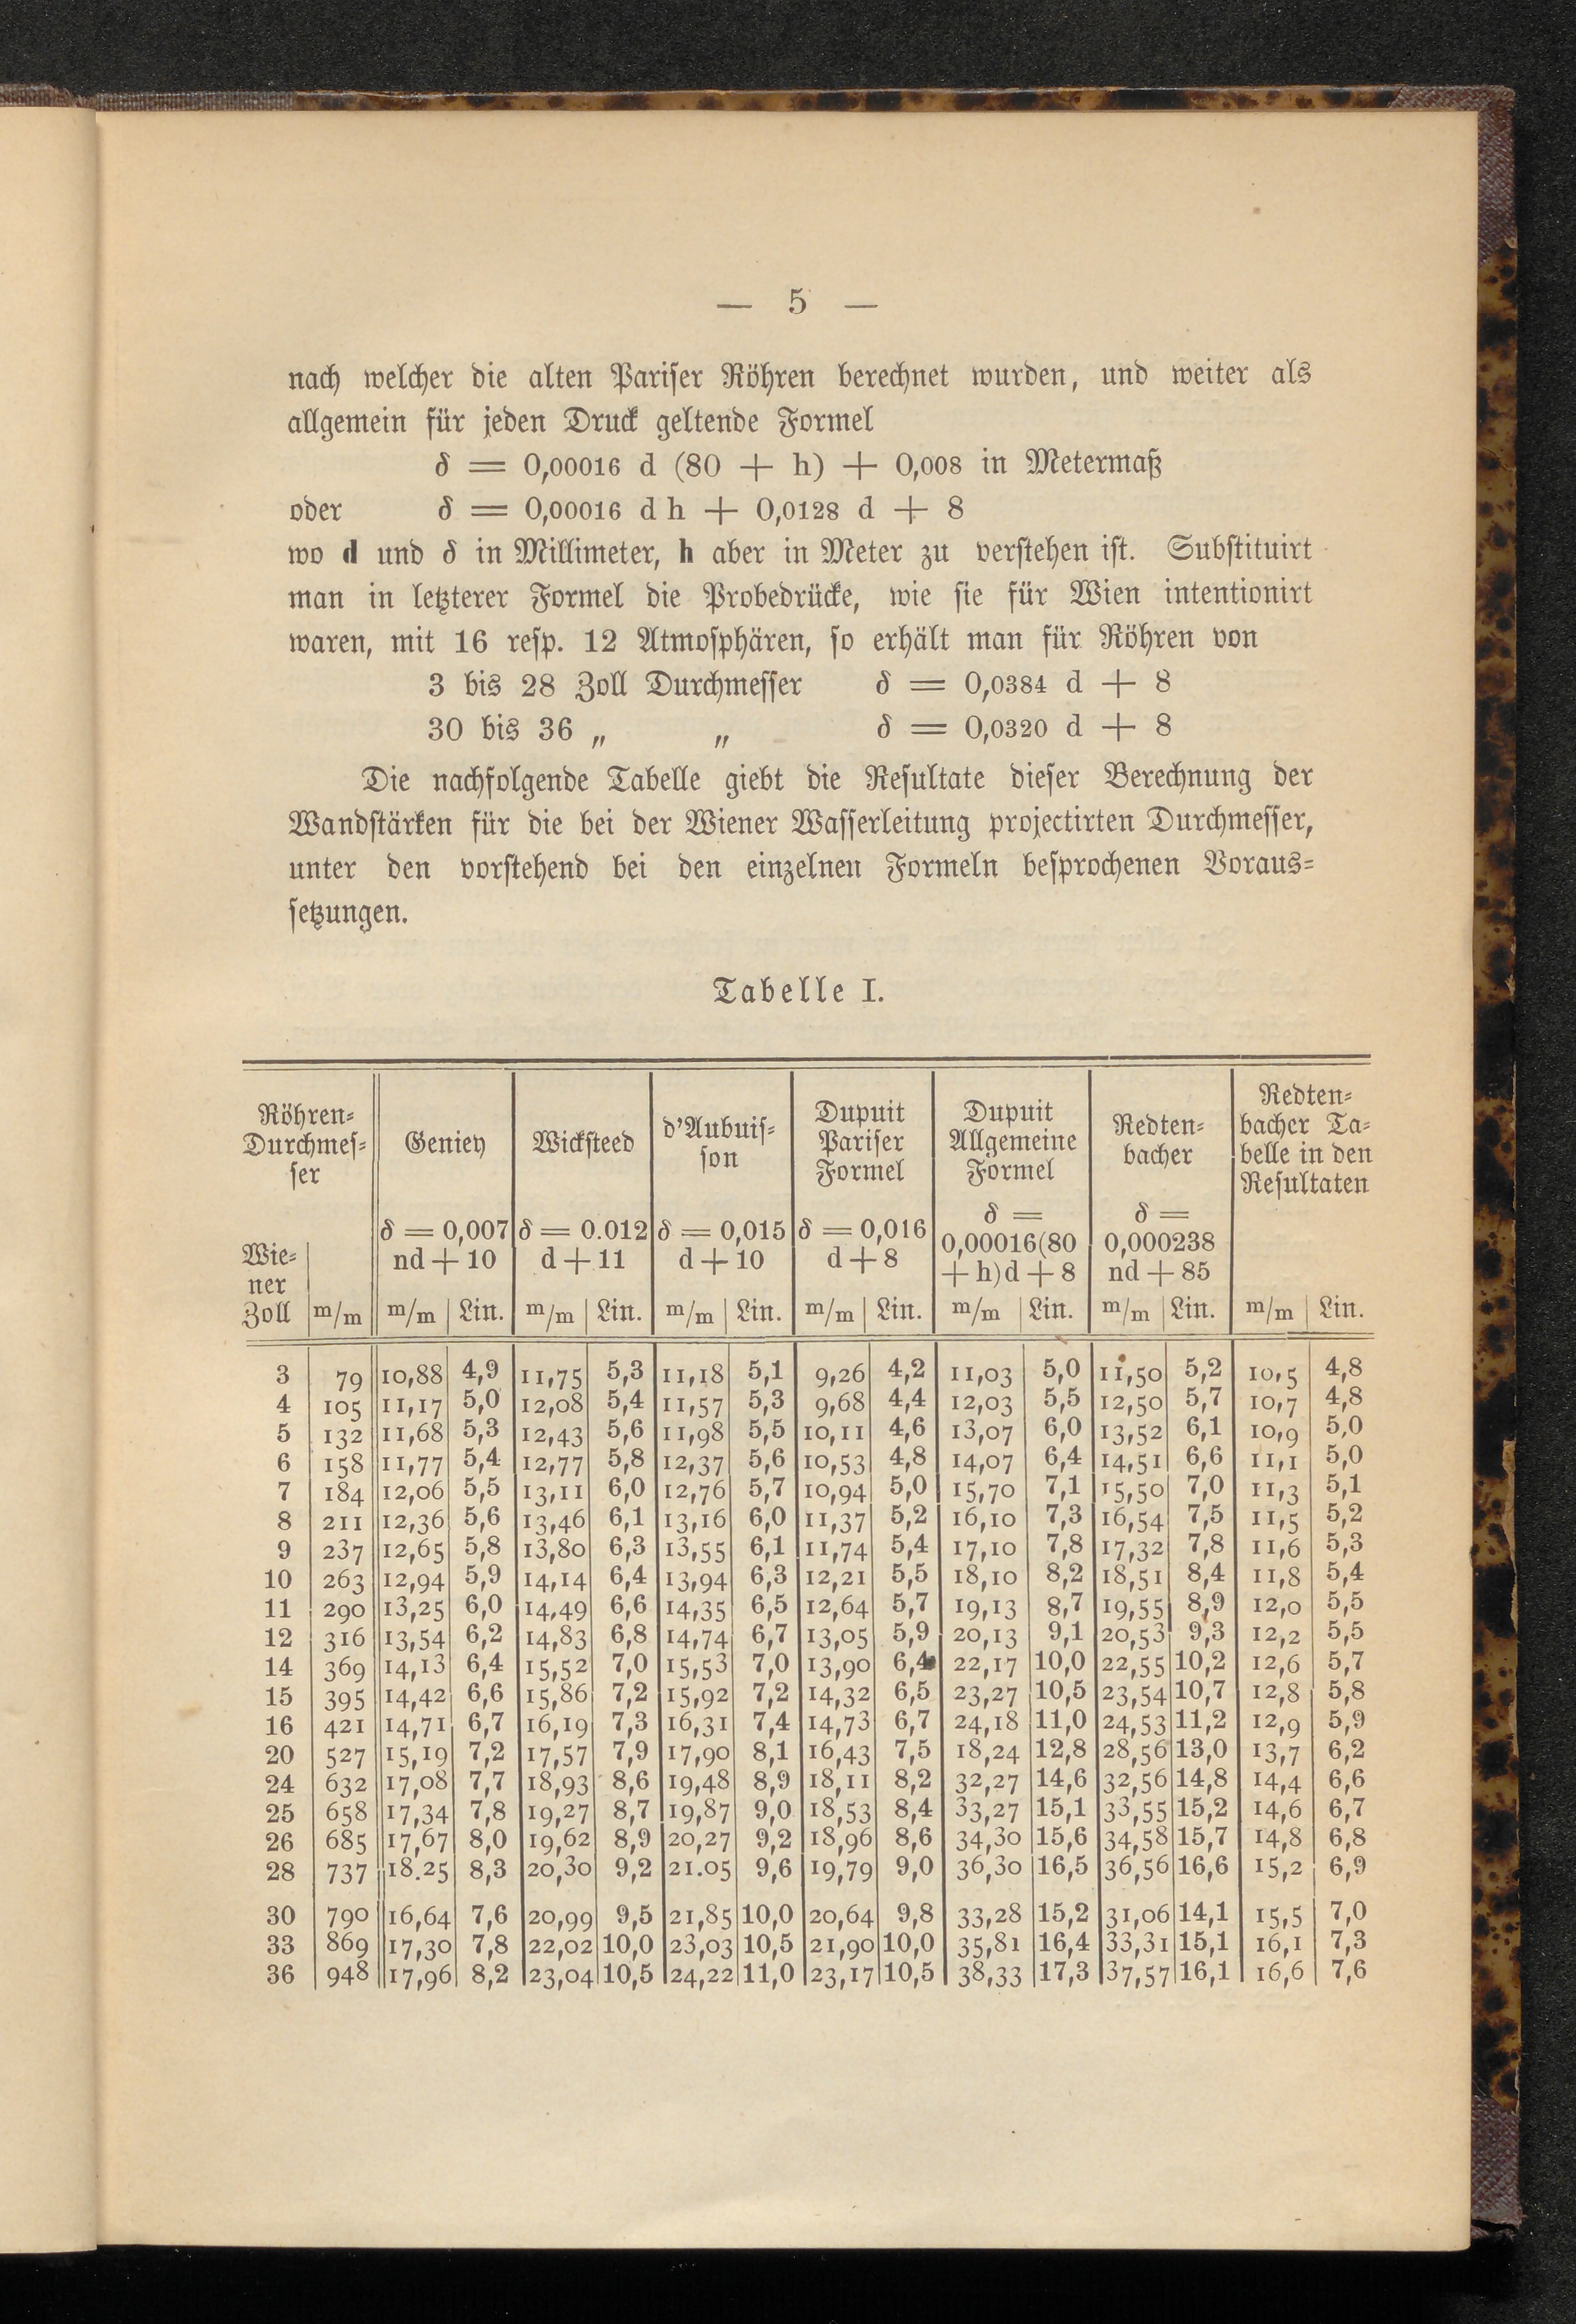 — 5 —
nach welcher die alten Pariser Röhren berechnet wurden, und weiter als
allgemein für jeden Druck geltende Formel
δ = 0,00016 d (80 + h) + 0,008 in Metermaß
oder δ = 0,00016 d h + 0,0128 d + 8
wo d und δ in Millimeter, h aber in Meter zu verstehen ist. Substituirt
man in letzterer Formel die Probedrücke, wie sie für Wien intentionirt
waren, mit 16 resp. 12 Atmosphären, so erhält man für Röhren von
3 bis 28 Zoll Durchmesser δ = 0,0384 d + 8
30 bis 36 „ „ δ = 0,0320 d + 8
Die nachfolgende Tabelle giebt die Resultate dieser Berechnung der
Wandstärken für die bei der Wiener Wasserleitung projectirten Durchmesser,
unter den vorstehend bei den einzelnen Formeln besprochenen Voraus-
setzungen.
Tabelle I.
Röhren-
Durchmes-
ser
Geniey
Wicksteed
d'Aubuis-
son
Dupuit
Pariser
Formel
Dupuit
Allgemeine
Formel
Redten-
bacher
Redten-
bacher Ta-
belle in den
Resultaten
δ = 0,007
nd + 10
δ = 0.012
d + 11
δ = 0,015
d + 10
δ = 0,016
d + 8
δ =
0,00016(80
+ h)d + 8
δ =
0,000238
nd + 85
Wie-
ner
Zoll m/m m/m Lin. m/m Lin. m/m Lin. m/m Lin. m/m Lin. m/m Lin. m/m Lin.
3 79 10,88 4,9 11,75 5,3 11,18 5,1 9,26 4,2 11,03 5,0 11,50 5,2 10,5 4,8
4 105 11,17 5,0 12,08 5,4 11,57 5,3 9,68 4,4 12,03 5,5 12,50 5,7 10,7 4,8
5 132 11,68 5,3 12,43 5,6 11,98 5,5 10,11 4,6 13,07 6,0 13,52 6,1 10,9 5,0
6 158 11,77 5,4 12,77 5,8 12,37 5,6 10,53 4,8 14,07 6,4 14,51 6,6 11,1 5,0
7 184 12,06 5,5 13,11 6,0 12,76 5,7 10,94 5,0 15,70 7,1 15,50 7,0 11,3 5,1
8 211 12,36 5,6 13,46 6,1 13,16 6,0 11,37 5,2 16,10 7,3 16,54 7,5 11,5 5,2
9 237 12,65 5,8 13,80 6,3 13,55 6,1 11,74 5,4 17,10 7,8 17,32 7,8 11,6 5,3
10 263 12,94 5,9 14,14 6,4 13,94 6,3 12,21 5,5 18,10 8,2 18,51 8,4 11,8 5,4
11 290 13,25 6,0 14,49 6,6 14,35 6,5 12,64 5,7 19,13 8,7 19,55 8,9 12,0 5,5
12 316 13,54 6,2 14,83 6,8 14,74 6,7 13,05 5,9 20,13 9,1 20,53 9,3 12,2 5,5
14 369 14,13 6,4 15,52 7,0 15,53 7,0 13,90 6,4 22,17 10,0 22,55 10,2 12,6 5,7
15 395 14,42 6,6 15,86 7,2 15,92 7,2 14,32 6,5 23,27 10,5 23,54 10,7 12,8 5,8
16 421 14,71 6,7 16,19 7,3 16,31 7,4 14,73 6,7 24,18 11,0 24,53 11,2 12,9 5,9
20 527 15,19 7,2 17,57 7,9 17,90 8,1 16,43 7,5 18,24 12,8 28,56 13,0 13,7 6,2
24 632 17,08 7,7 18,93 8,6 19,48 8,9 18,11 8,2 32,27 14,6 32,56 14,8 14,4 6,6
25 658 17,34 7,8 19,27 8,7 19,87 9,0 18,53 8,4 33,27 15,1 33,55 15,2 14,6 6,7
26 685 17,67 8,0 19,62 8,9 20,27 9,2 18,96 8,6 34,30 15,6 34,58 15,7 14,8 6,8
28 737 18.25 8,3 20,30 9,2 21.05 9,6 19,79 9,0 36,30 16,5 36,56 16,6 15,2 6,9
30 790 16,64 7,6 20,99 9,5 21,85 10,0 20,64 9,8 33,28 15,2 31,06 14,1 15,5 7,0
33 869 17,30 7,8 22,02 10,0 23,03 10,5 21,90 10,0 35,81 16,4 33,31 15,1 16,1 7,3
36 948 17,96 8,2 23,04 10,5 24,22 11,0 23,17 10,5 38,33 17,3 37,57 16,1 16,6 7,6